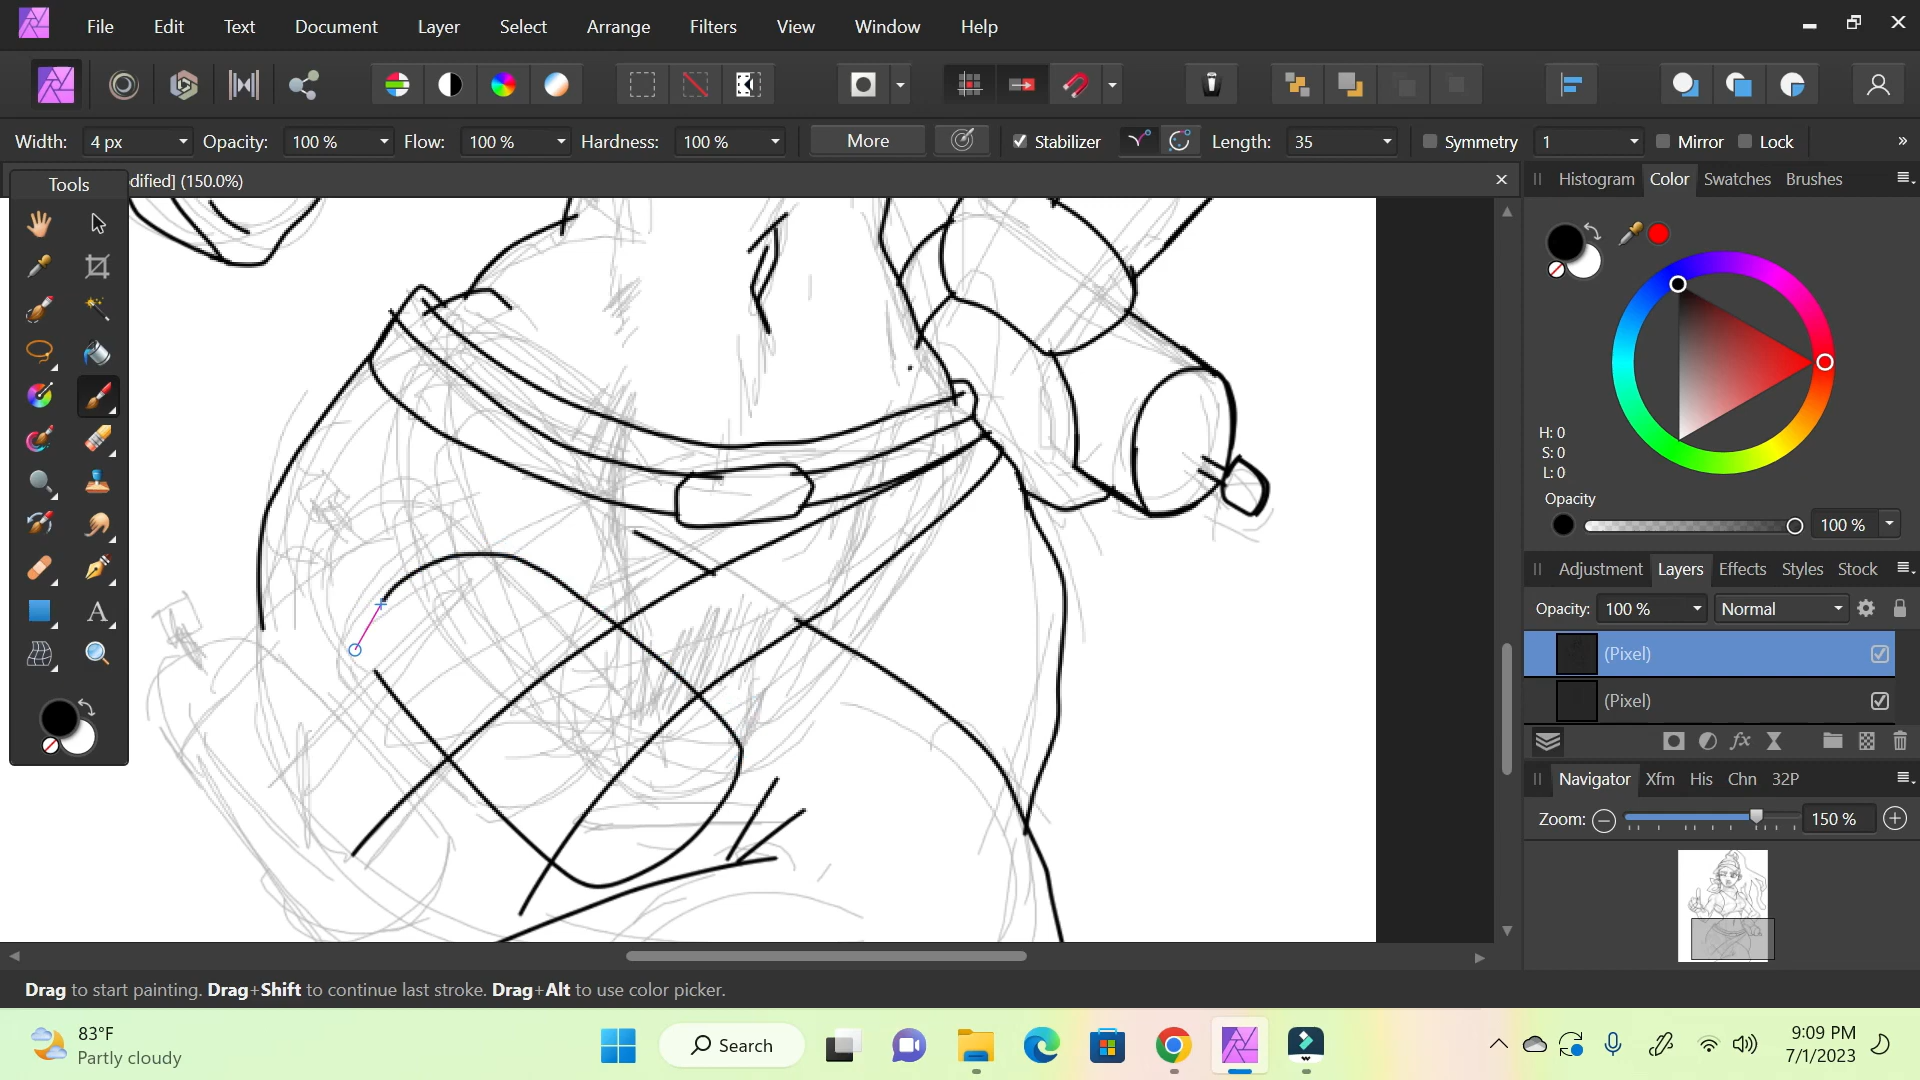 File Edit Text Document Layer Select Arrange Filters View Window Help
Width: 4 px Opacity: 100 % Flow: 100 % Hardness: 100 % More Stabilizer Length: 35 Symmetry 1 Mirror Lock »
Tools
dified] (150.0%)
Histogram Color Swatches Brushes
H: 0
S: 0
L: 0
Opacity
100 %
Adjustment Layers Effects Styles Stock
Opacity: 100 % Normal
(Pixel)
(Pixel)
Navigator Xfm His Chn 32P
Zoom: 150 %
A
fx
Drag to start painting. Drag+Shift to continue last stroke. Drag+Alt to use color picker.
83°F
Partly cloudy
Search
9:09 PM
7/1/2023